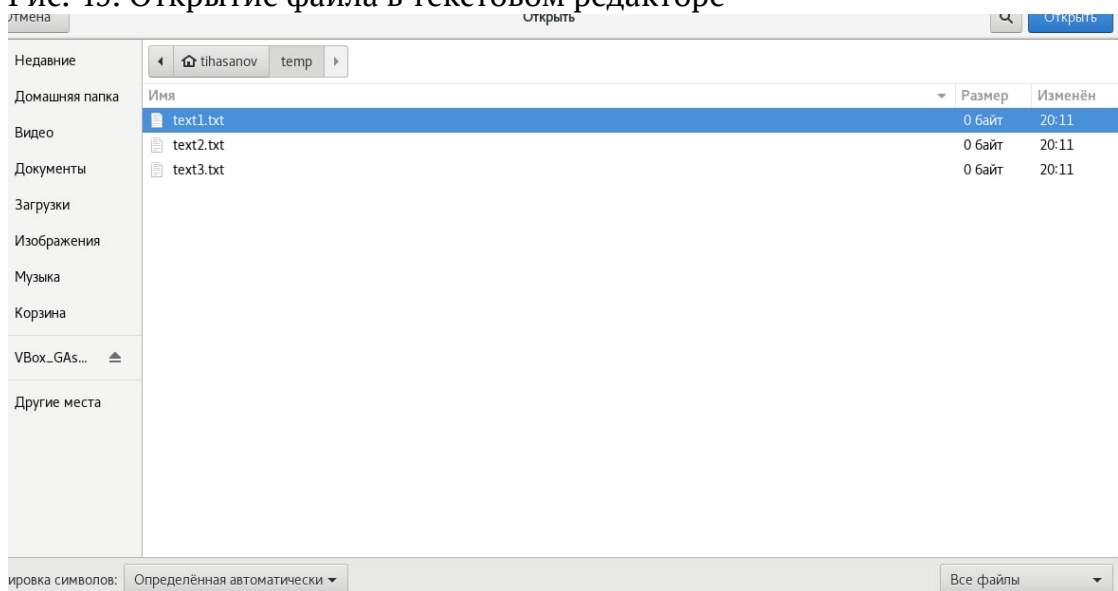 Рис. 45: Открытие файла в текстовом редакторе
Отмена Открыть Открыть
Недавние
tihasanov temp
Домашняя папка
Имя Размер Изменён
text1.txt 0 байт 20:11
Видео
text2.txt 0 байт 20:11
Документы
text3.txt 0 байт 20:11
Загрузки
Изображения
Музыка
Корзина
VBox_GAs...
Другие места
ировка символов: Определённая автоматически Все файлы